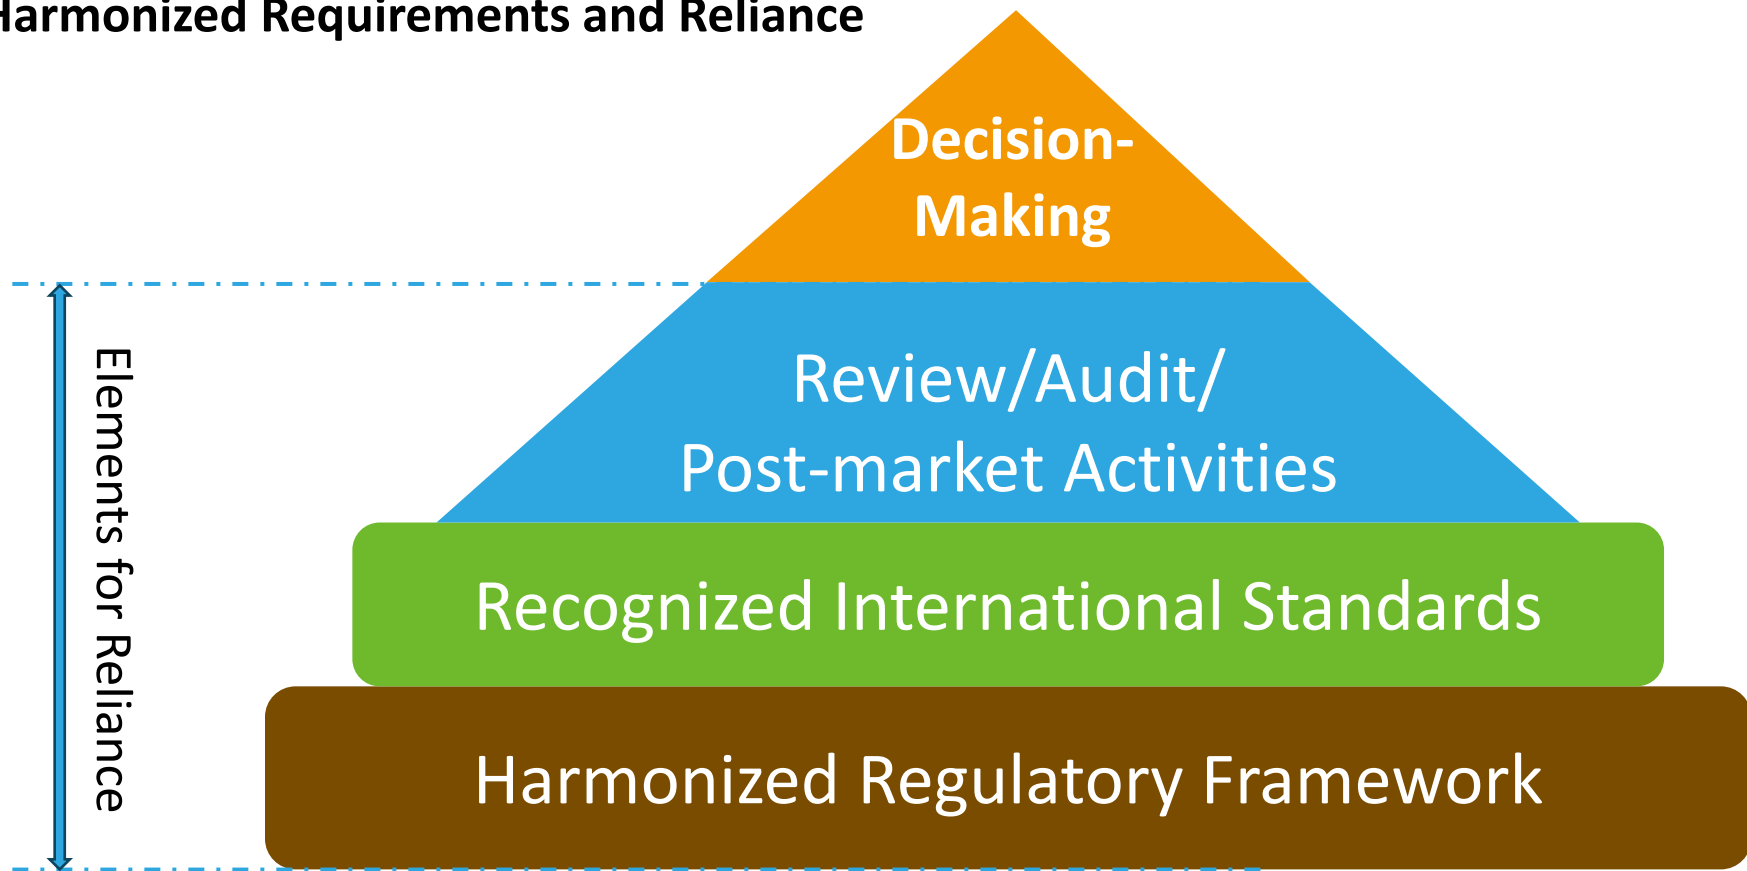 Harmonized Requirements and Reliance
Decision-
Making
Review/Audit/
Post-market Activities
Recognized International Standards
Harmonized Regulatory Framework
Elements for Reliance